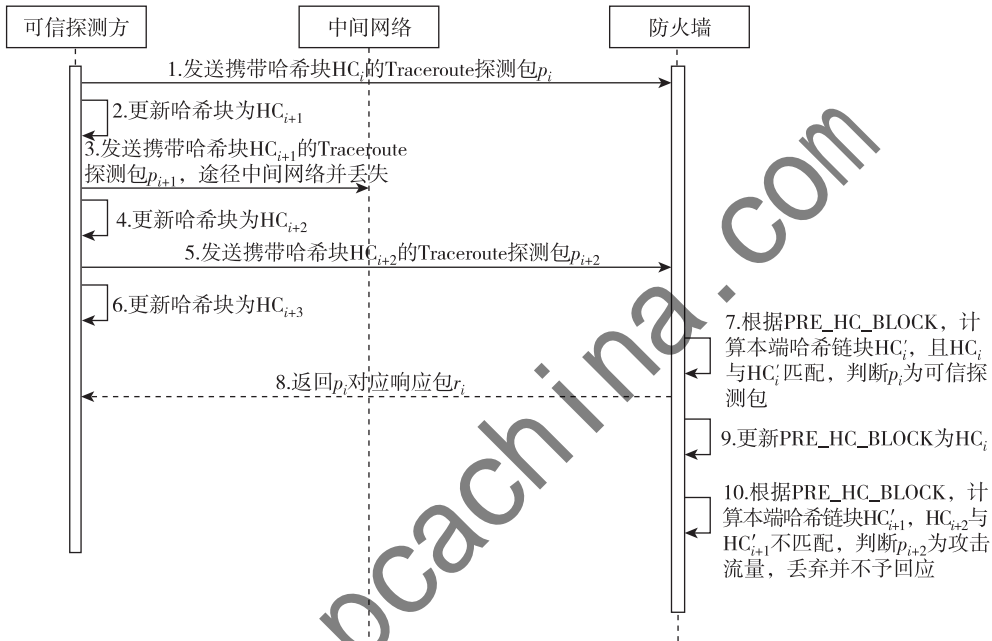 可信探测方
中间网络
防火墙
1.发送携带哈希块HCi的Traceroute探测包pi
2.更新哈希块为HCi+1
3.发送携带哈希块HCi+1的Traceroute
探测包pi+1，途径中间网络并丢失
4.更新哈希块为HCi+2
5.发送携带哈希块HCi+2的Traceroute探测包pi+2
6.更新哈希块为HCi+3
7.根据PRE_HC_BLOCK，计
算本端哈希链块HC′i，且HCi
与HC′i匹配，判断pi为可信探
测包
8.返回pi对应响应包ri
9.更新PRE_HC_BLOCK为HCi
10.根据PRE_HC_BLOCK，计
算本端哈希链块HC′i+1，HCi+2与
HC′i+1不匹配，判断pi+2为攻击
流量，丢弃并不予回应
pcachina.com